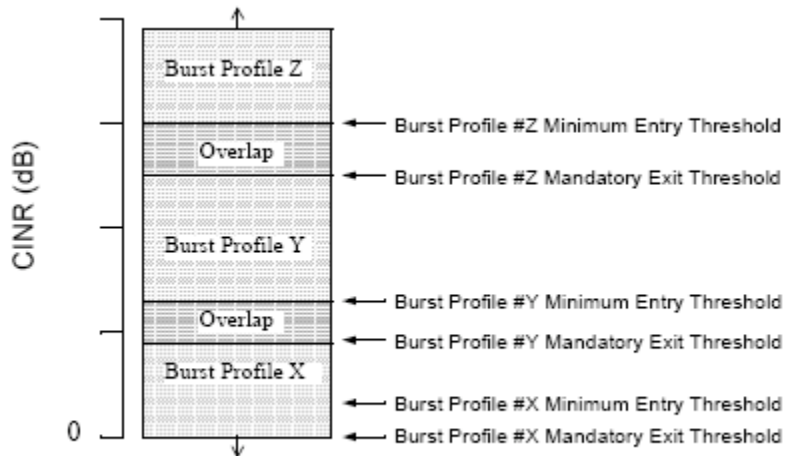 CINR (dB)
Burst Profile Z
Burst Profile #Z Minimum Entry Threshold
Overlap
Burst Profile #Z Mandatory Exit Threshold
Burst Profile Y
Burst Profile #Y Minimum Entry Threshold
Overlap
Burst Profile #Y Mandatory Exit Threshold
Burst Profile X
Burst Profile #X Minimum Entry Threshold
0
Burst Profile #X Mandatory Exit Threshold